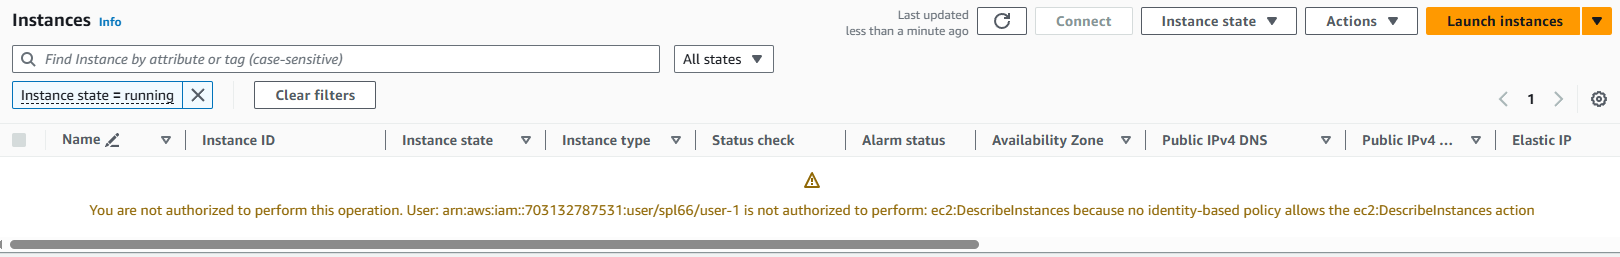 Instances Info
Last updated
less than a minute ago
Connect
Instance state
Actions
Launch instances
Find Instance by attribute or tag (case-sensitive)
All states
Instance state = running
Clear filters
1
Name Instance ID Instance state Instance type Status check Alarm status Availability Zone Public IPv4 DNS Public IPv4 ... Elastic IP
You are not authorized to perform this operation. User: arn:aws:iam::703132787531:user/spl66/user-1 is not authorized to perform: ec2:DescribeInstances because no identity-based policy allows the ec2:DescribeInstances action